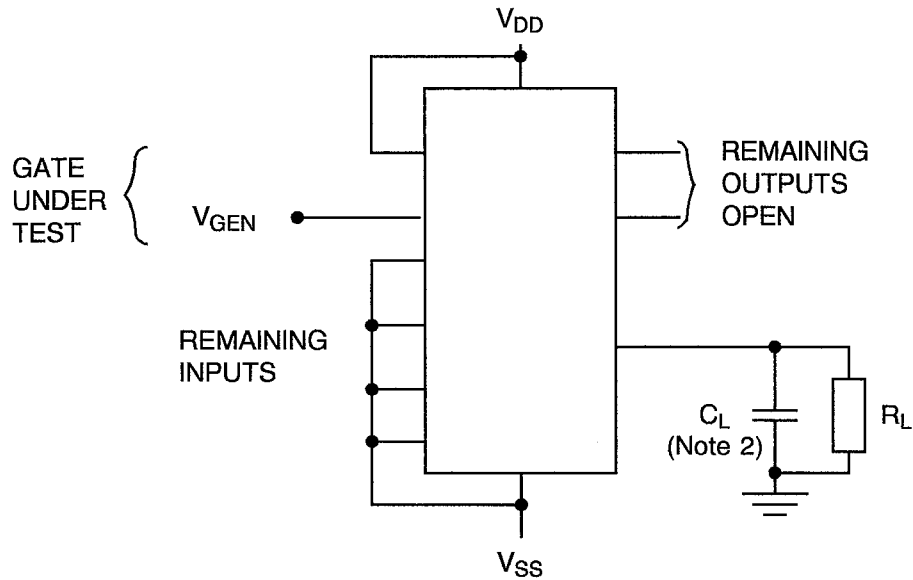 VDD
GATE
UNDER
TEST
VGEN
REMAINING
OUTPUTS
OPEN
REMAINING
INPUTS
CL
(Note 2)
RL
VSS